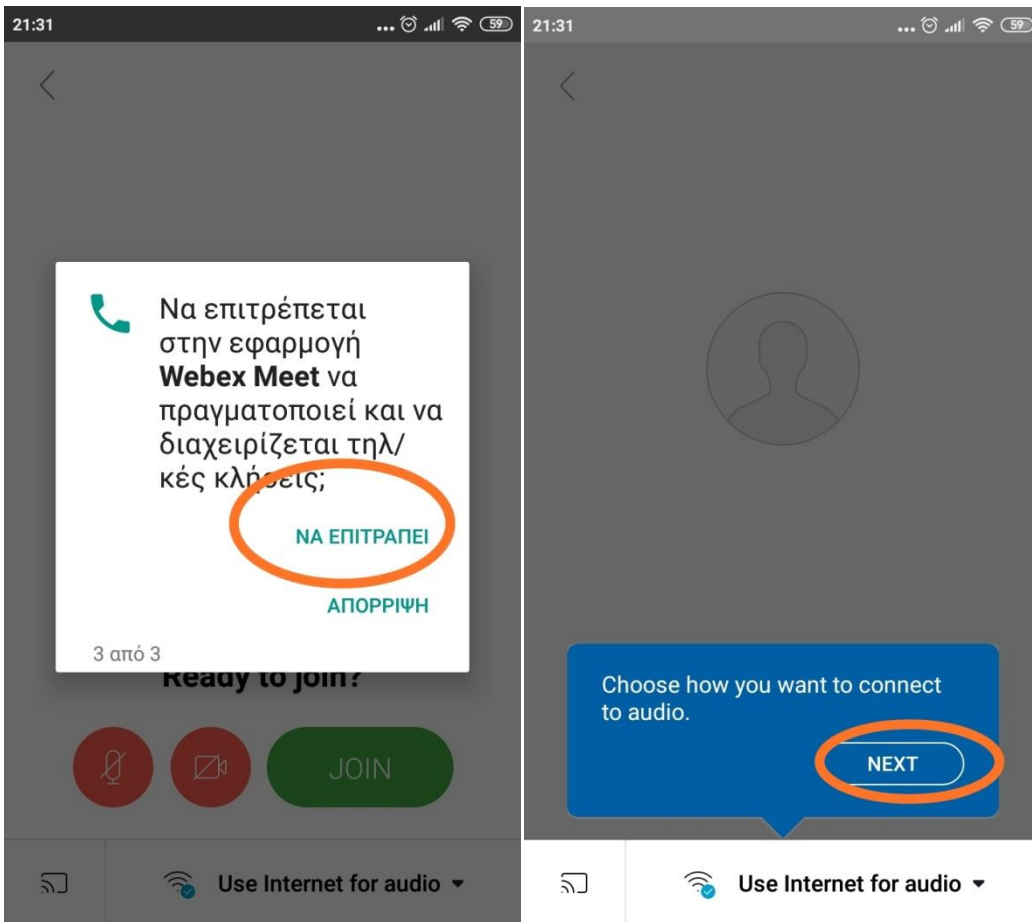 21:31
... 59
Να επιτρέπεται
στην εφαρμογή
Webex Meet να
πραγματοποιεί και να
διαχειρίζεται τηλ/
κές κλήσεις;
ΝΑ ΕΠΙΤΡΑΠΕΙ
ΑΠΟΡΡΙΨΗ
3 από 3
Ready to join?
JOIN
Use Internet for audio
21:31
... 59
Choose how you want to connect
to audio.
NEXT
Use Internet for audio